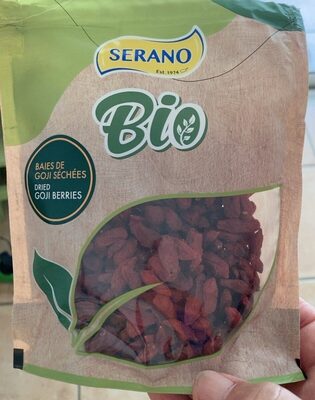 SERANO
Est. 1974
Bio
BAIES DE
GOJI SÉCHÉES
DRIED
GOJI BERRIES